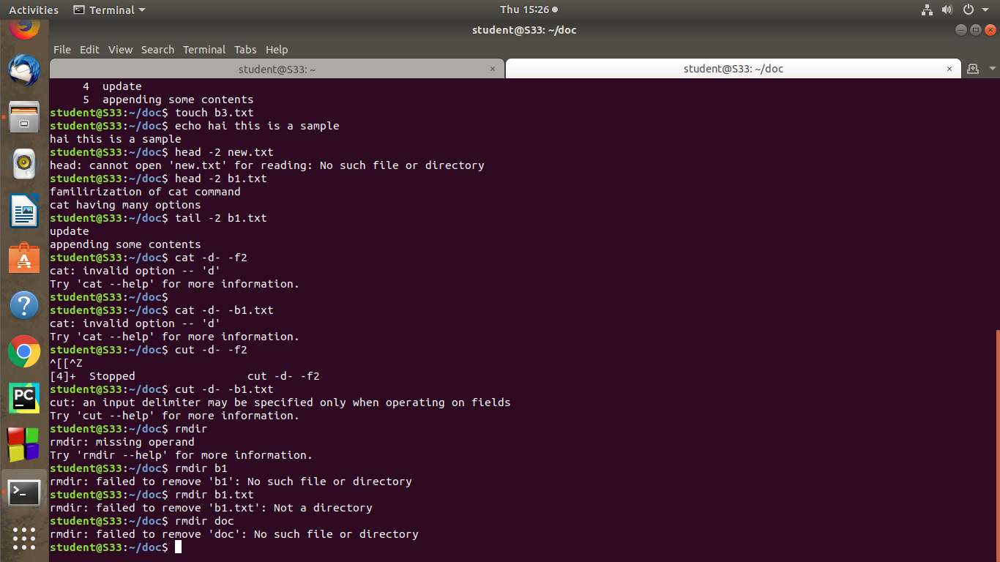 Activities Terminal Thu 15:26
student@S33: ~/doc
File Edit View Search Terminal Tabs Help
student@S33: ~ × student@S33: ~/doc ×
4 update
5 appending some contents
student@S33:~/doc$ touch b3.txt
student@S33:~/doc$ echo hai this is a sample
hai this is a sample
student@S33:~/doc$ head -2 new.txt
head: cannot open 'new.txt' for reading: No such file or directory
student@S33:~/doc$ head -2 b1.txt
familirization of cat command
cat having many options
student@S33:~/doc$ tail -2 b1.txt
update
appending some contents
student@S33:~/doc$ cat -d- -f2
cat: invalid option -- 'd'
Try 'cat --help' for more information.
student@S33:~/doc$
student@S33:~/doc$ cat -d- -b1.txt
cat: invalid option -- 'd'
Try 'cat --help' for more information.
student@S33:~/doc$ cut -d- -f2
^[[^Z
[4]+ Stopped cut -d- -f2
student@S33:~/doc$ cut -d- -b1.txt
cut: an input delimiter may be specified only when operating on fields
Try 'cut --help' for more information.
student@S33:~/doc$ rmdir
rmdir: missing operand
Try 'rmdir --help' for more information.
student@S33:~/doc$ rmdir b1
rmdir: failed to remove 'b1': No such file or directory
student@S33:~/doc$ rmdir b1.txt
rmdir: failed to remove 'b1.txt': Not a directory
student@S33:~/doc$ rmdir doc
rmdir: failed to remove 'doc': No such file or directory
student@S33:~/doc$
PC